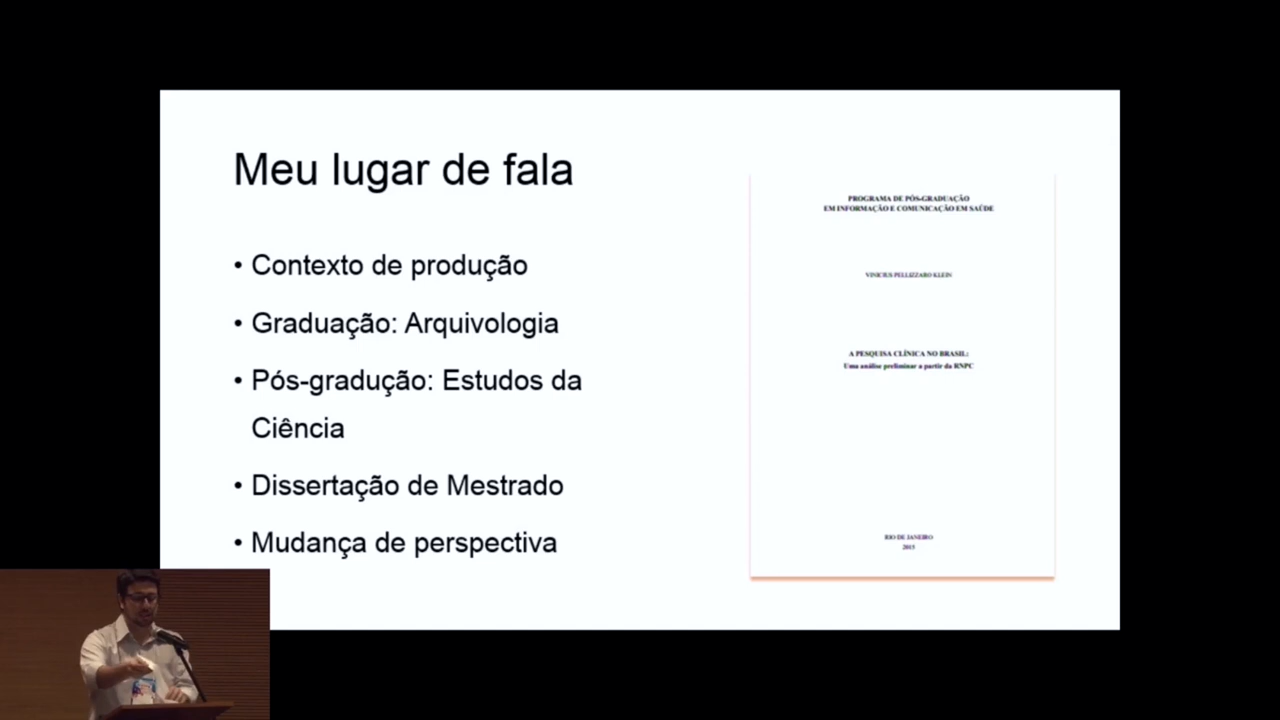 Meu lugar de fala
• Contexto de produção
• Graduação: Arquivologia
• Pós-gradução: Estudos da
Ciência
• Dissertação de Mestrado
• Mudança de perspectiva
PROGRAMA DE PÓS-GRADUAÇÃO
EM INFORMAÇÃO E COMUNICAÇÃO EM SAÚDE
VINICIUS PELLIZZARO KLEIN
A PESQUISA CLÍNICA NO BRASIL:
Uma análise preliminar a partir da RNPC
RIO DE JANEIRO
2015